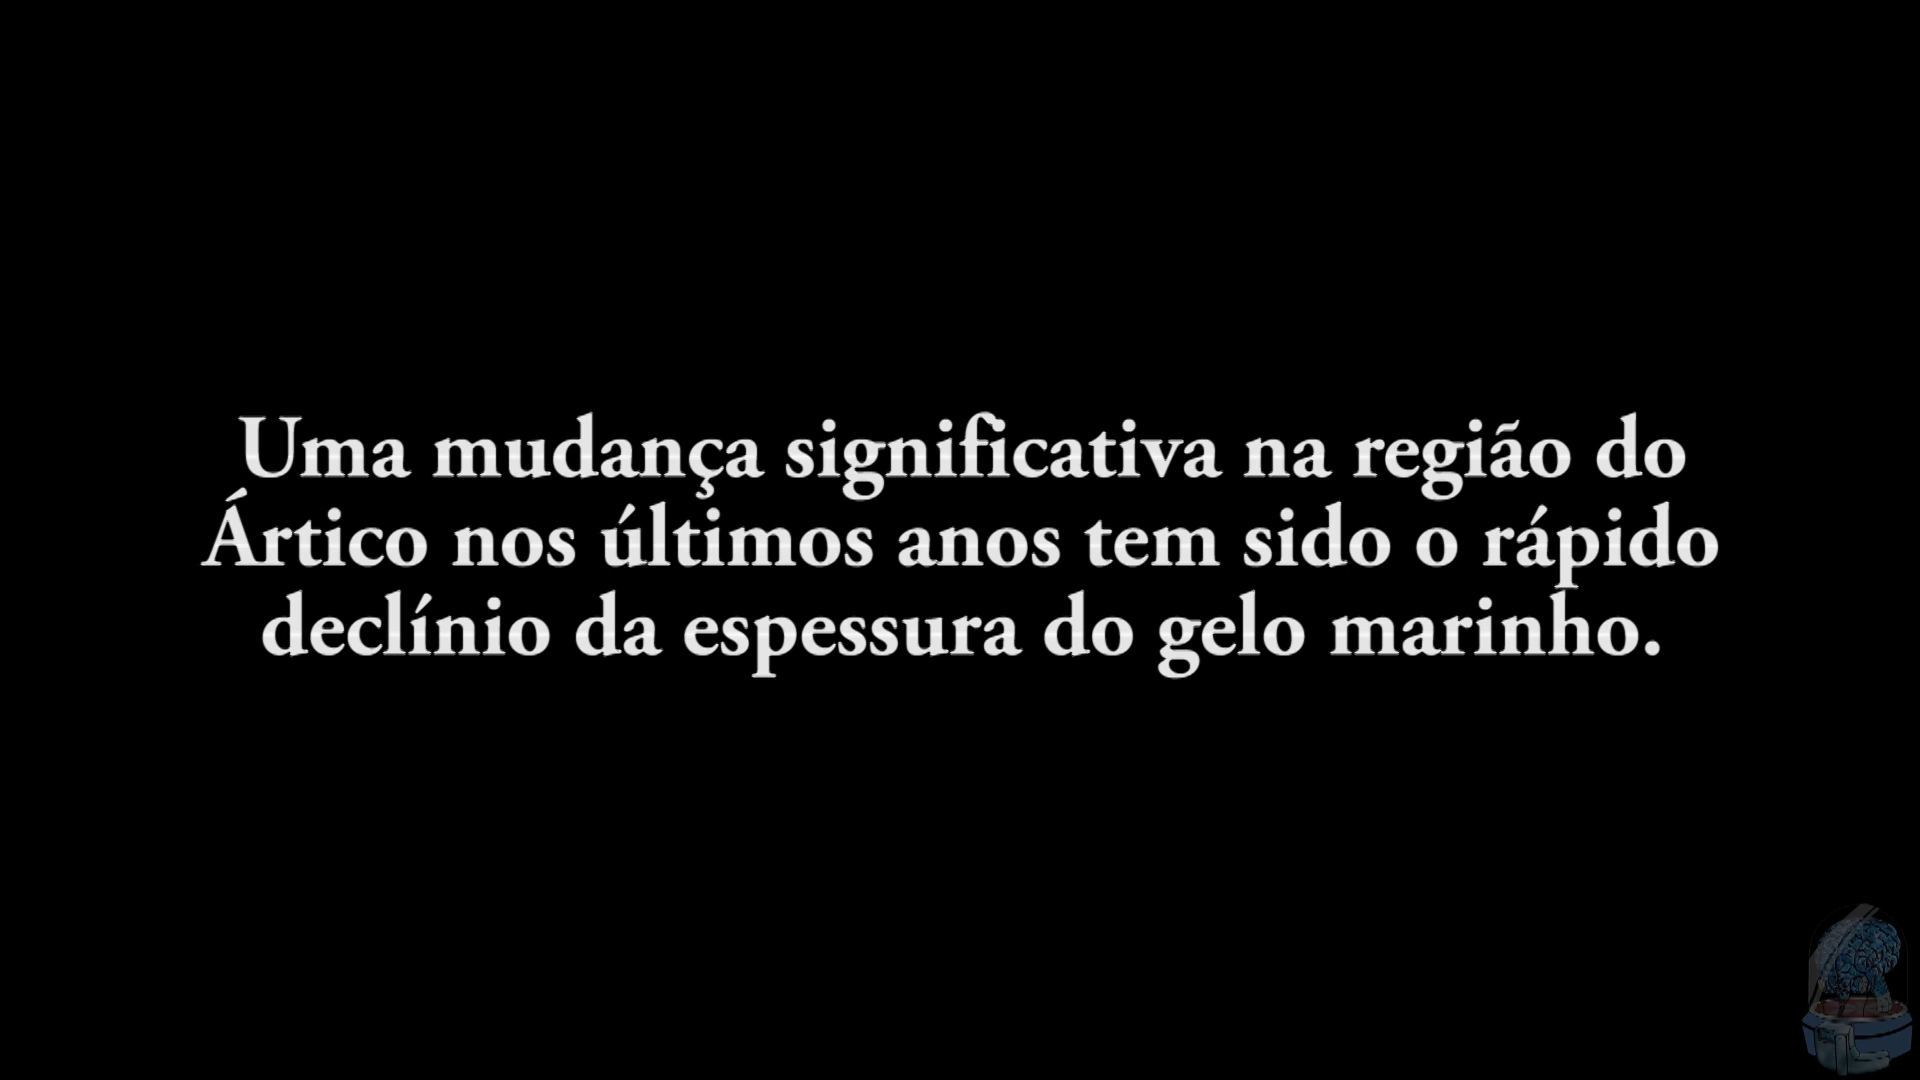 Uma mudança significativa na região do
Ártico nos últimos anos tem sido o rápido
declínio da espessura do gelo marinho.